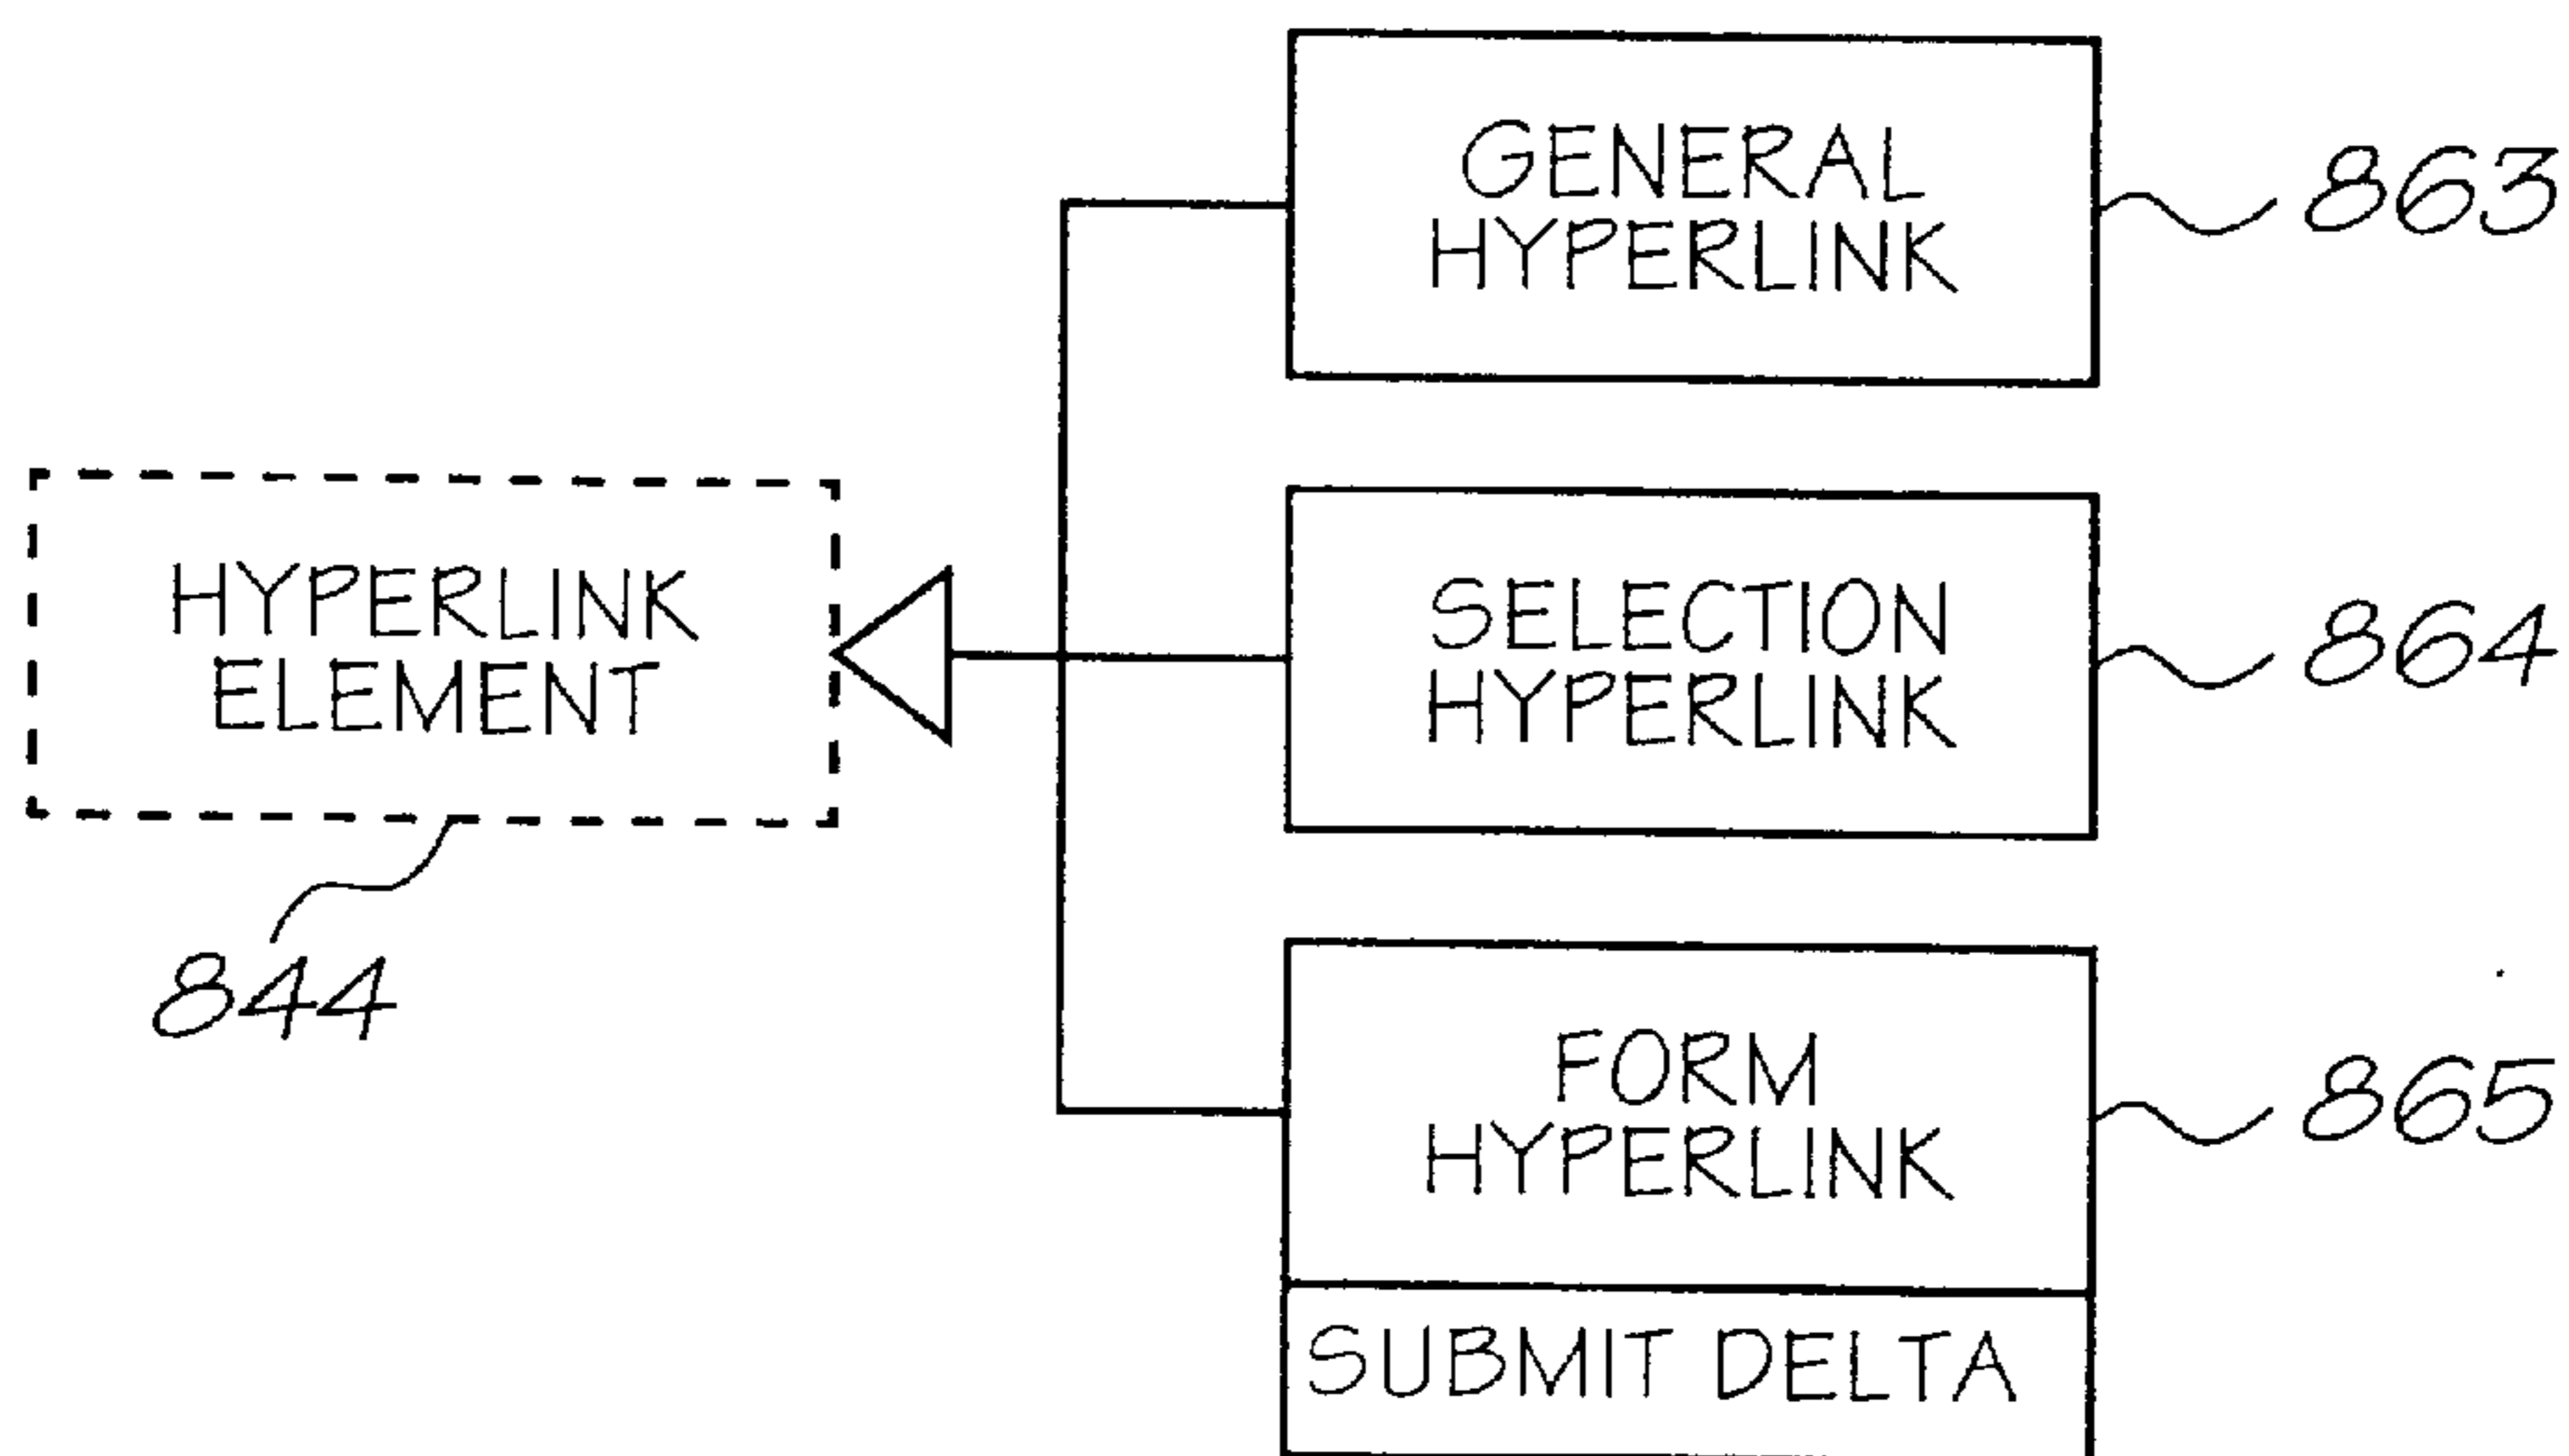 GENERAL
HYPERLINK
863
HYPERLINK
ELEMENT
844
SELECTION
HYPERLINK
864
FORM
HYPERLINK
865
SUBMIT DELTA